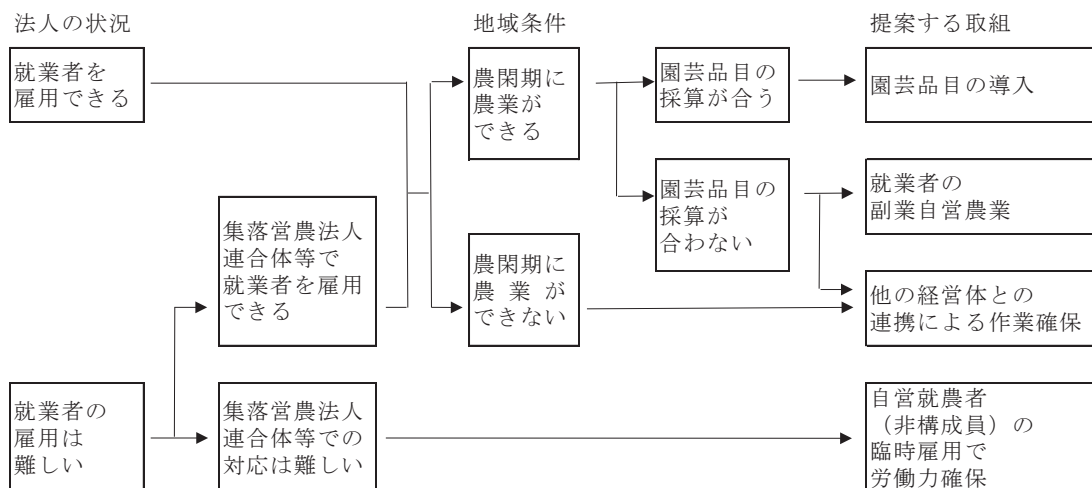 法人の状況
地域条件
提案する取組
就業者を
雇用できる
農閑期に
農業が
できる
園芸品目の
採算が合う
園芸品目の導入
園芸品目の
採算が
合わない
就業者の
副業自営農業
集落営農法人
連合体等で
就業者を雇用
できる
農閑期に
農業が
できない
他の経営体との
連携による作業確保
就業者の
雇用は
難しい
集落営農法人
連合体等での
対応は難しい
自営就農者
（非構成員）の
臨時雇用で
労働力確保